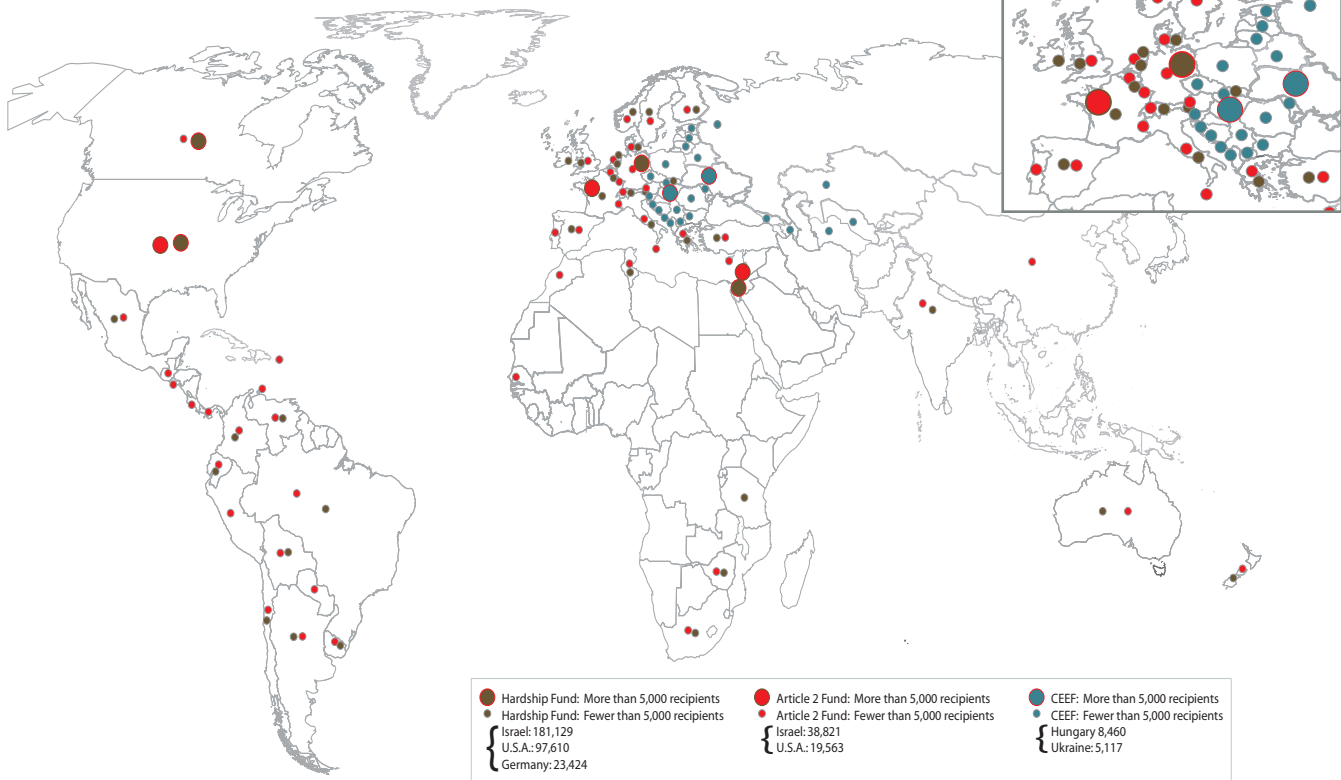 Hardship Fund: More than 5,000 recipients
Hardship Fund: Fewer than 5,000 recipients
Israel: 181,129
U.S.A.: 97,610
Germany: 23,424
Article 2 Fund: More than 5,000 recipients
Article 2 Fund: Fewer than 5,000 recipients
Israel: 38,821
U.S.A.: 19,563
CEEF: More than 5,000 recipients
CEEF: Fewer than 5,000 recipients
Hungary 8,460
Ukraine: 5,117